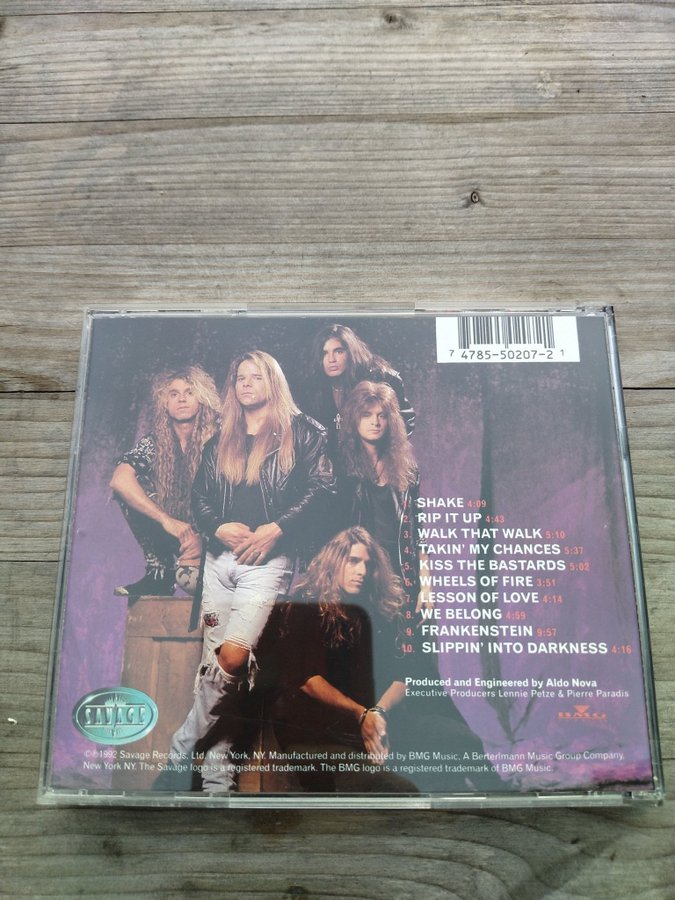 7 4785-50207-2 1
1. SHAKE 4:09
2. RIP IT UP 4:43
3. WALK THAT WALK 5:10
4. TAKIN' MY CHANCES 5:37
5. KISS THE BASTARDS 5:02
6. WHEELS OF FIRE 3:51
7. LESSON OF LOVE 4:14
8. WE BELONG 4:59
9. FRANKENSTEIN 9:57
10. SLIPPIN' INTO DARKNESS 4:16
Produced and Engineered by Aldo Nova
Executive Producers Lennie Petze & Pierre Paradis
SAVAGE
BMG
©℗1992 Savage Records, Ltd. New York, NY. Manufactured and distributed by BMG Music, A Bertelmann Music Group Company,
New York NY. The Savage logo is a registered trademark. The BMG logo is a registered trademark of BMG Music.